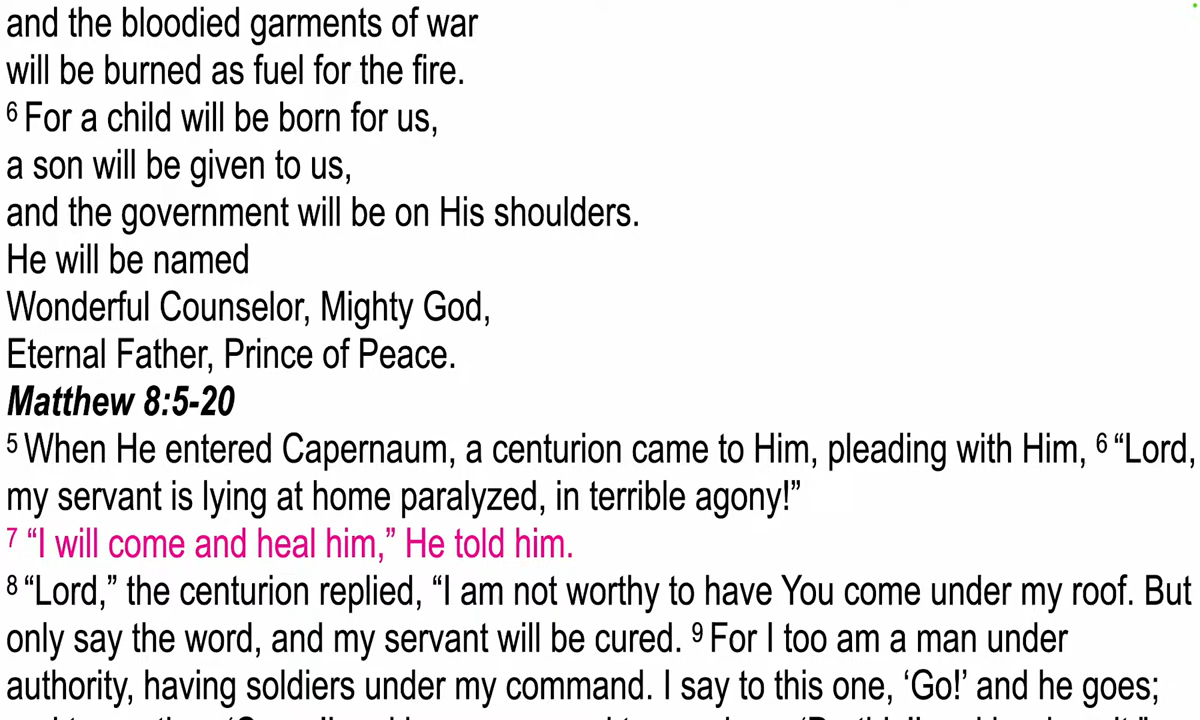 and the bloodied garments of war
will be burned as fuel for the fire.
6 For a child will be born for us,
a son will be given to us,
and the government will be on His shoulders.
He will be named
Wonderful Counselor, Mighty God,
Eternal Father, Prince of Peace.
Matthew 8:5-20
5 When He entered Capernaum, a centurion came to Him, pleading with Him, 6 “Lord,
my servant is lying at home paralyzed, in terrible agony!”
7 “I will come and heal him,” He told him.
8 “Lord,” the centurion replied, “I am not worthy to have You come under my roof. But
only say the word, and my servant will be cured. 9 For I too am a man under
authority, having soldiers under my command. I say to this one, ‘Go!’ and he goes;